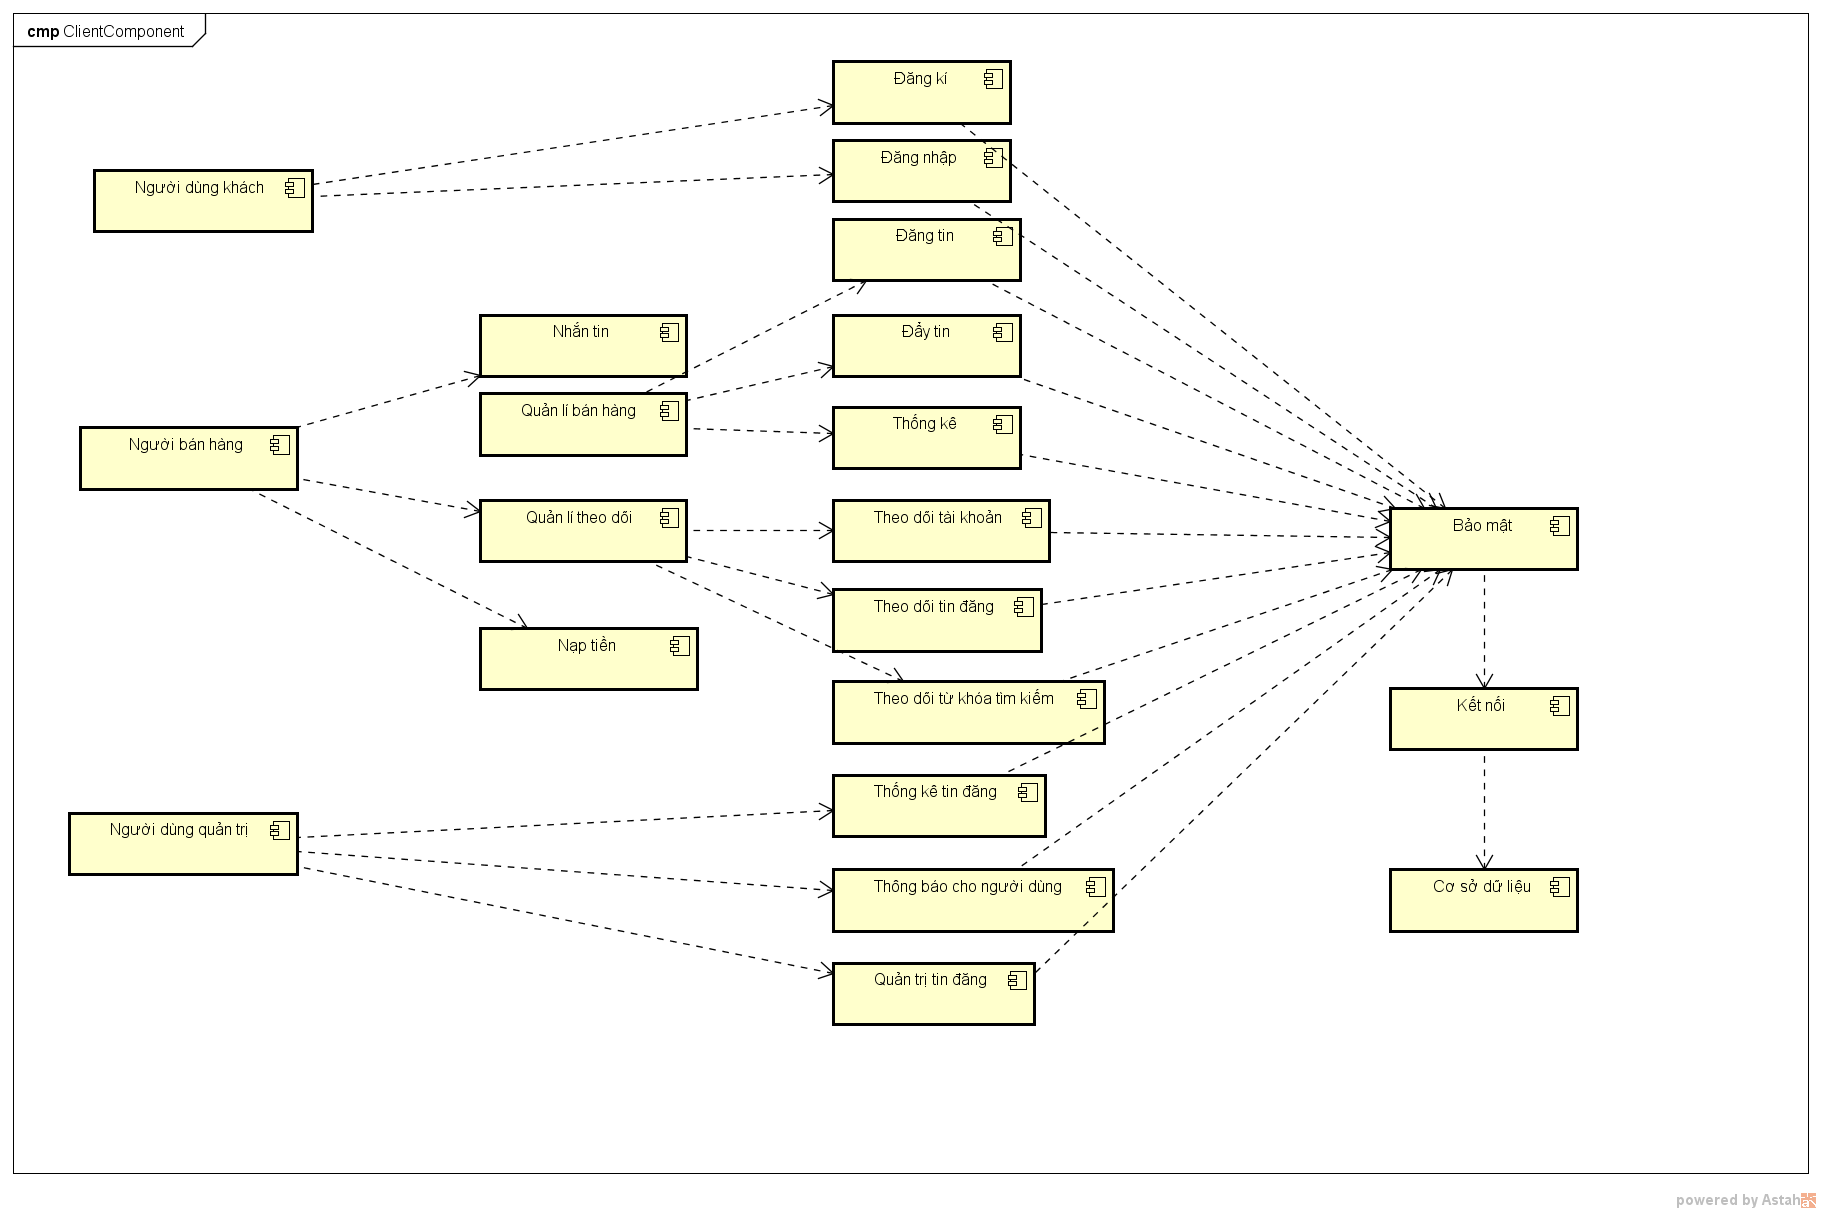 cmp ClientComponent
Đăng kí
Đăng nhập
Người dùng khách
Đăng tin
Nhắn tin
Đẩy tin
Quản lí bán hàng
Thống kê
Người bán hàng
Quản lí theo dõi
Theo dõi tài khoản
Bảo mật
Theo dõi tin đăng
Nạp tiền
Theo dõi từ khóa tìm kiếm
Kết nối
Thống kê tin đăng
Người dùng quản trị
Thông báo cho người dùng
Cơ sở dữ liệu
Quản trị tin đăng
powered by Astah